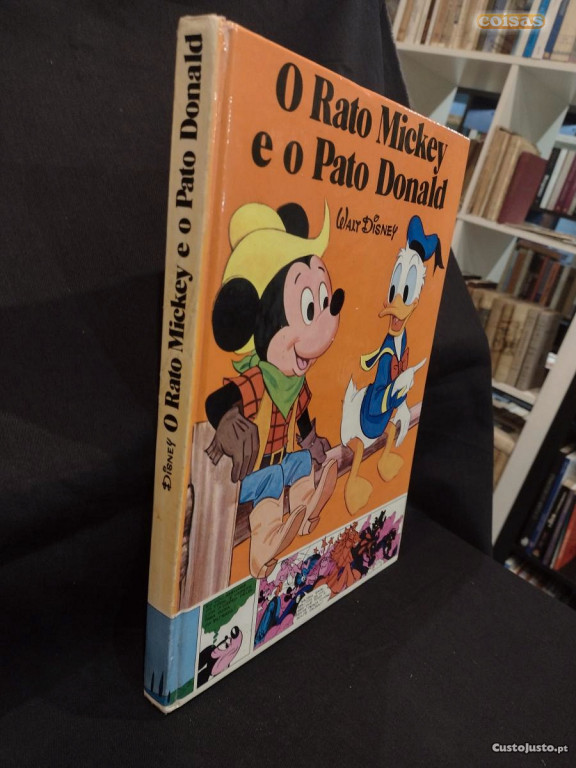 coisas
O Rato Mickey
e o Pato Donald
WALT DISNEY
DISNEY O Rato Mickey e o Pato Donald
CustoJusto.pt